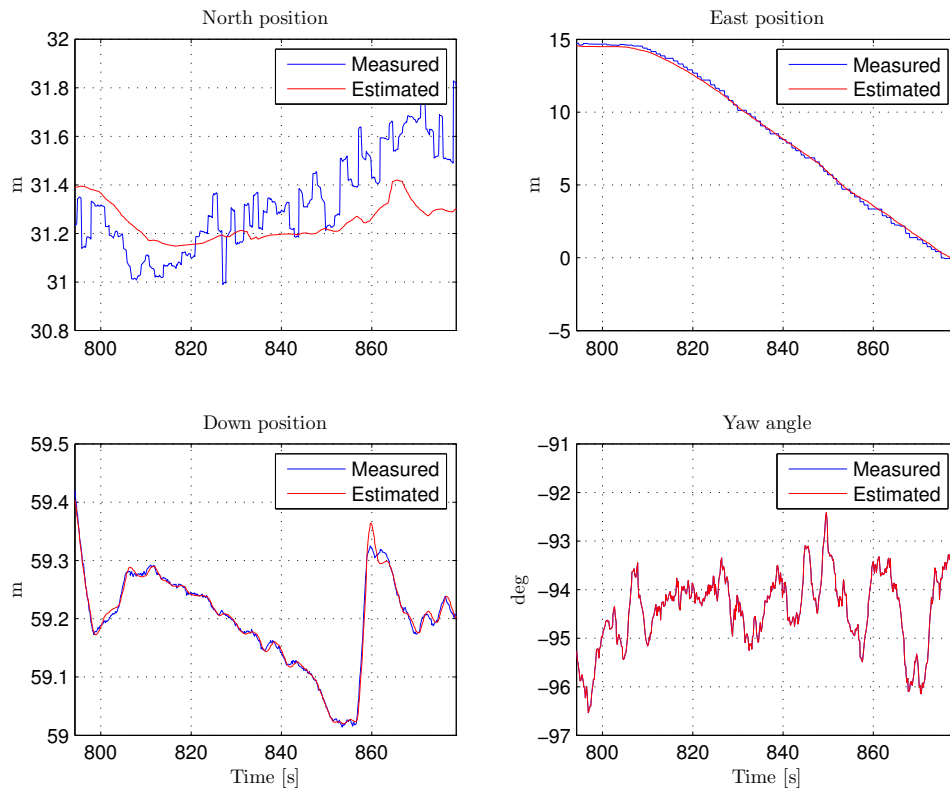 North position
32
31.8
31.6
31.4
31.2
31
30.8
m
800
820
840
860
Measured
Estimated
East position
15
10
5
0
−5
m
800
820
840
860
Measured
Estimated
Down position
59.5
59.4
59.3
59.2
59.1
59
m
800
820
840
860
Time [s]
Measured
Estimated
Yaw angle
−91
−92
−93
−94
−95
−96
−97
deg
800
820
840
860
Time [s]
Measured
Estimated